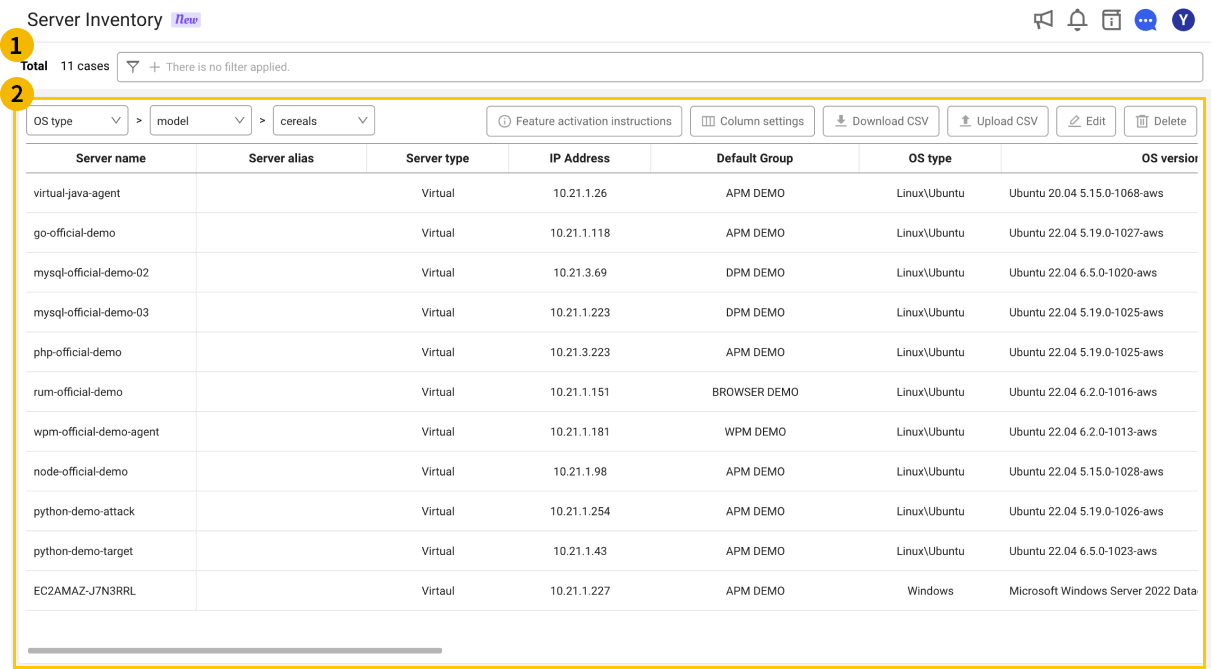 Server Inventory New
Y
1
Total 11 cases There is no filter applied.
2
OS type > model > cereals Feature activation instructions Column settings Download CSV Upload CSV Edit Delete
Server name Server alias Server type IP Address Default Group OS type OS version
virtual-java-agent Virtual 10.21.1.26 APM DEMO Linux\Ubuntu Ubuntu 20.04 5.15.0-1068-aws
go-official-demo Virtual 10.21.1.118 APM DEMO Linux\Ubuntu Ubuntu 22.04 5.19.0-1027-aws
mysql-official-demo-02 Virtual 10.21.3.69 DPM DEMO Linux\Ubuntu Ubuntu 22.04 6.5.0-1020-aws
mysql-official-demo-03 Virtual 10.21.1.223 DPM DEMO Linux\Ubuntu Ubuntu 22.04 5.19.0-1025-aws
php-official-demo Virtual 10.21.3.223 APM DEMO Linux\Ubuntu Ubuntu 22.04 5.19.0-1025-aws
rum-official-demo Virtual 10.21.1.151 BROWSER DEMO Linux\Ubuntu Ubuntu 22.04 6.2.0-1016-aws
wpm-official-demo-agent Virtual 10.21.1.181 WPM DEMO Linux\Ubuntu Ubuntu 22.04 6.2.0-1013-aws
node-official-demo Virtual 10.21.1.98 APM DEMO Linux\Ubuntu Ubuntu 22.04 5.15.0-1028-aws
python-demo-attack Virtual 10.21.1.254 APM DEMO Linux\Ubuntu Ubuntu 22.04 5.19.0-1026-aws
python-demo-target Virtual 10.21.1.43 APM DEMO Linux\Ubuntu Ubuntu 22.04 6.5.0-1023-aws
EC2AMAZ-J7N3RRL Virtaul 10.21.1.227 APM DEMO Windows Microsoft Windows Server 2022 Data